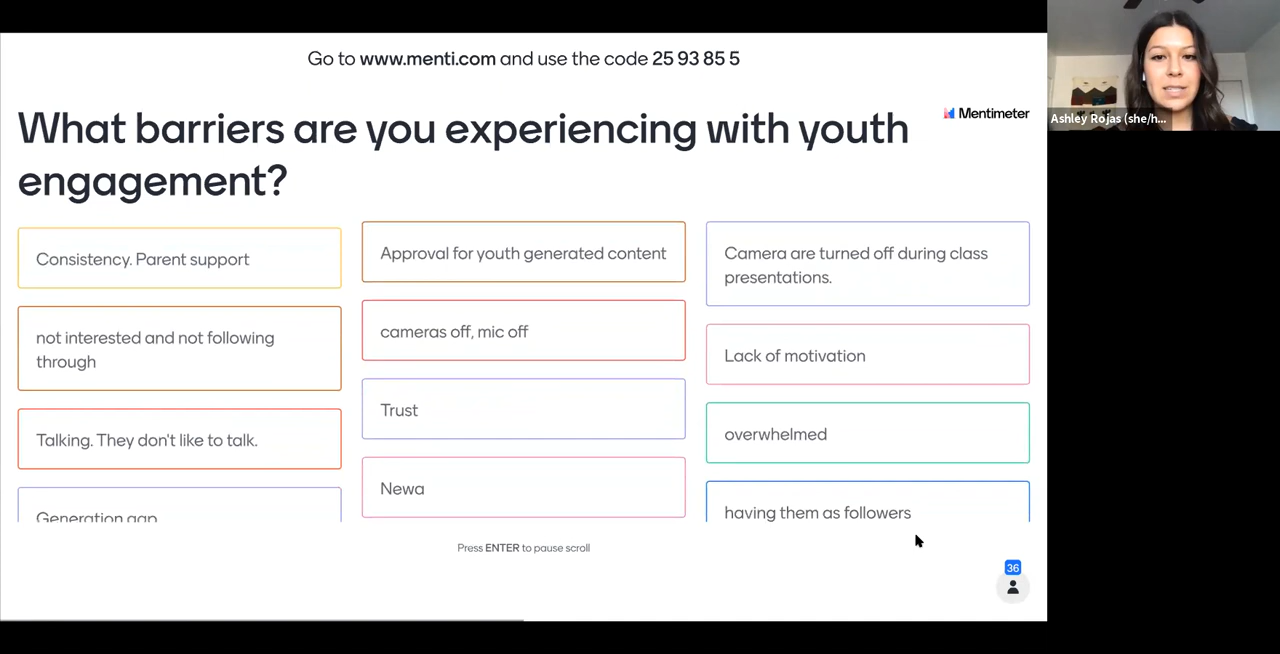 Go to www.menti.com and use the code 25 93 85 5
Mentimeter
What barriers are you experiencing with youth
engagement?
Consistency. Parent support
not interested and not following
through
Talking. They don't like to talk.
Generation gap
Approval for youth generated content
cameras off, mic off
Trust
Newa
Camera are turned off during class
presentations.
Lack of motivation
overwhelmed
having them as followers
Press ENTER to pause scroll
36
Ashley Rojas (she/h...